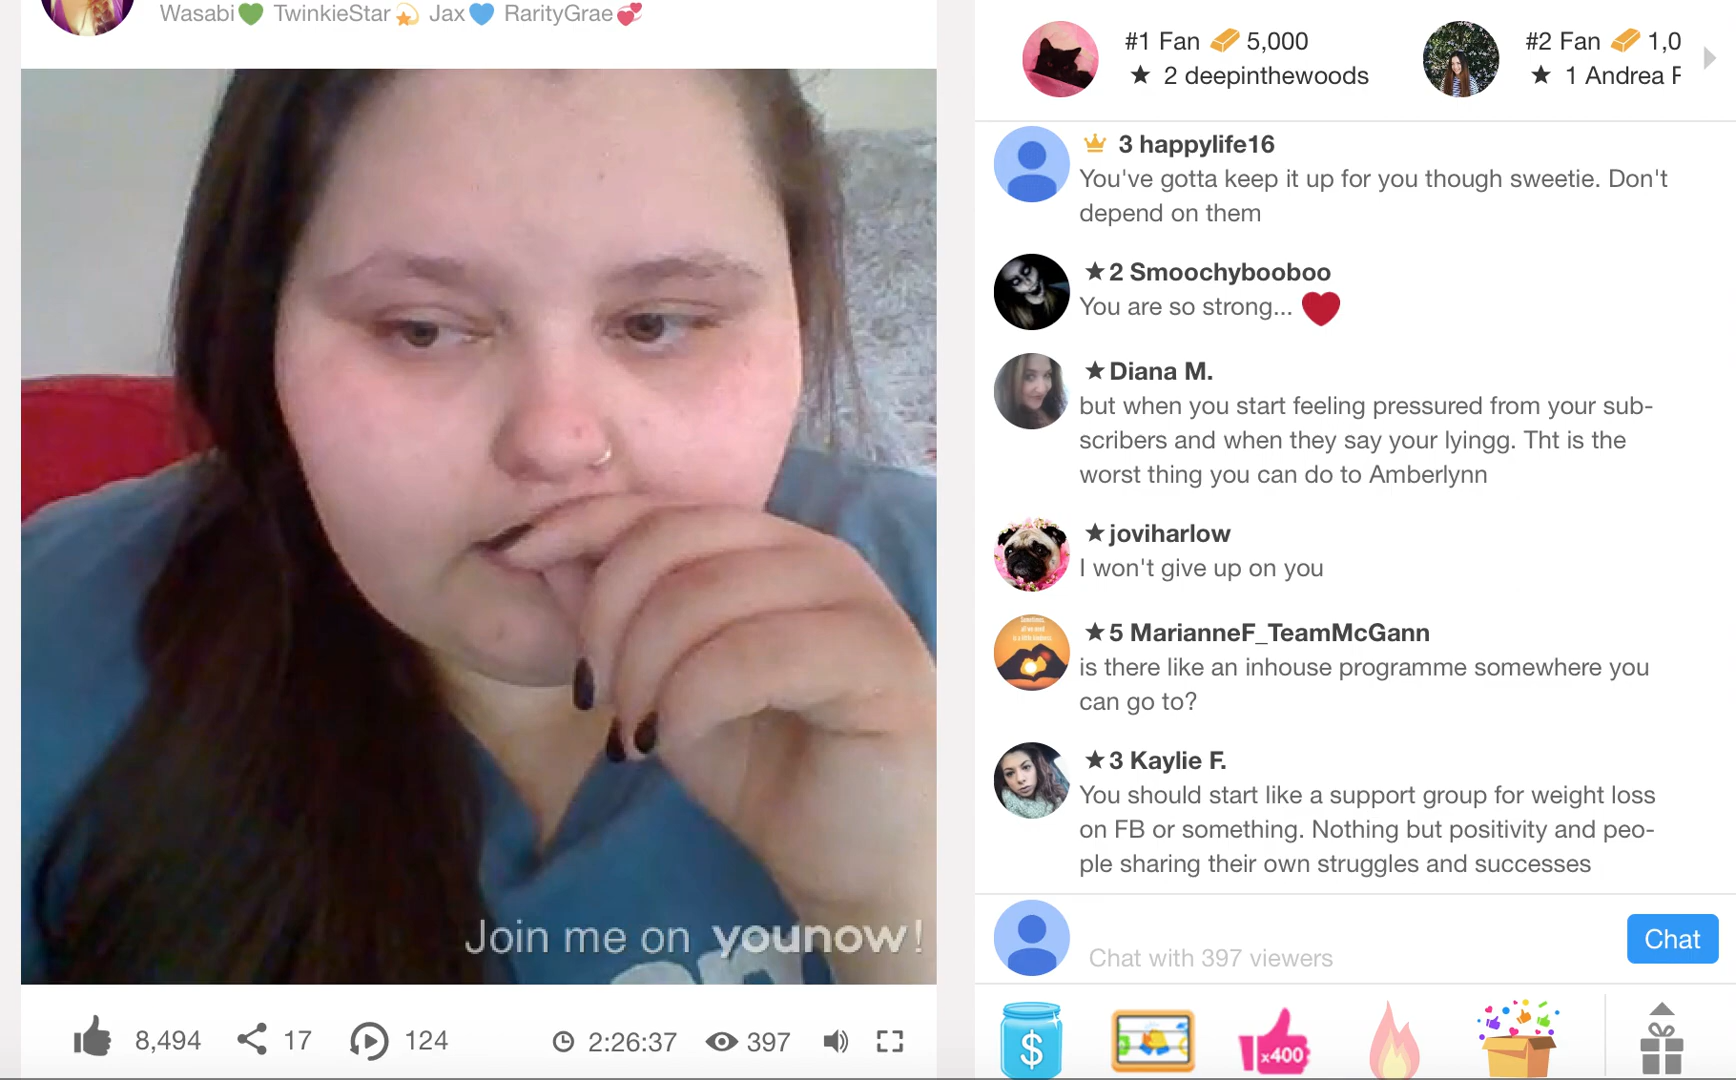 Wasabi💚 TwinkieStar💫 Jax💙 RarityGrae💞
Join me on younow!
8,494 17 124 2:26:37 397
#1 Fan 5,000
★ 2 deepinthewoods
#2 Fan 1,0
★ 1 Andrea F
3 happylife16
You've gotta keep it up for you though sweetie. Don't
depend on them
★2 Smoochybooboo
You are so strong... ❤
★Diana M.
but when you start feeling pressured from your sub-
scribers and when they say your lyingg. Tht is the
worst thing you can do to Amberlynn
★joviharlow
I won't give up on you
★5 MarianneF_TeamMcGann
is there like an inhouse programme somewhere you
can go to?
★3 Kaylie F.
You should start like a support group for weight loss
on FB or something. Nothing but positivity and peo-
ple sharing their own struggles and successes
Chat with 397 viewers
Chat
$
x400